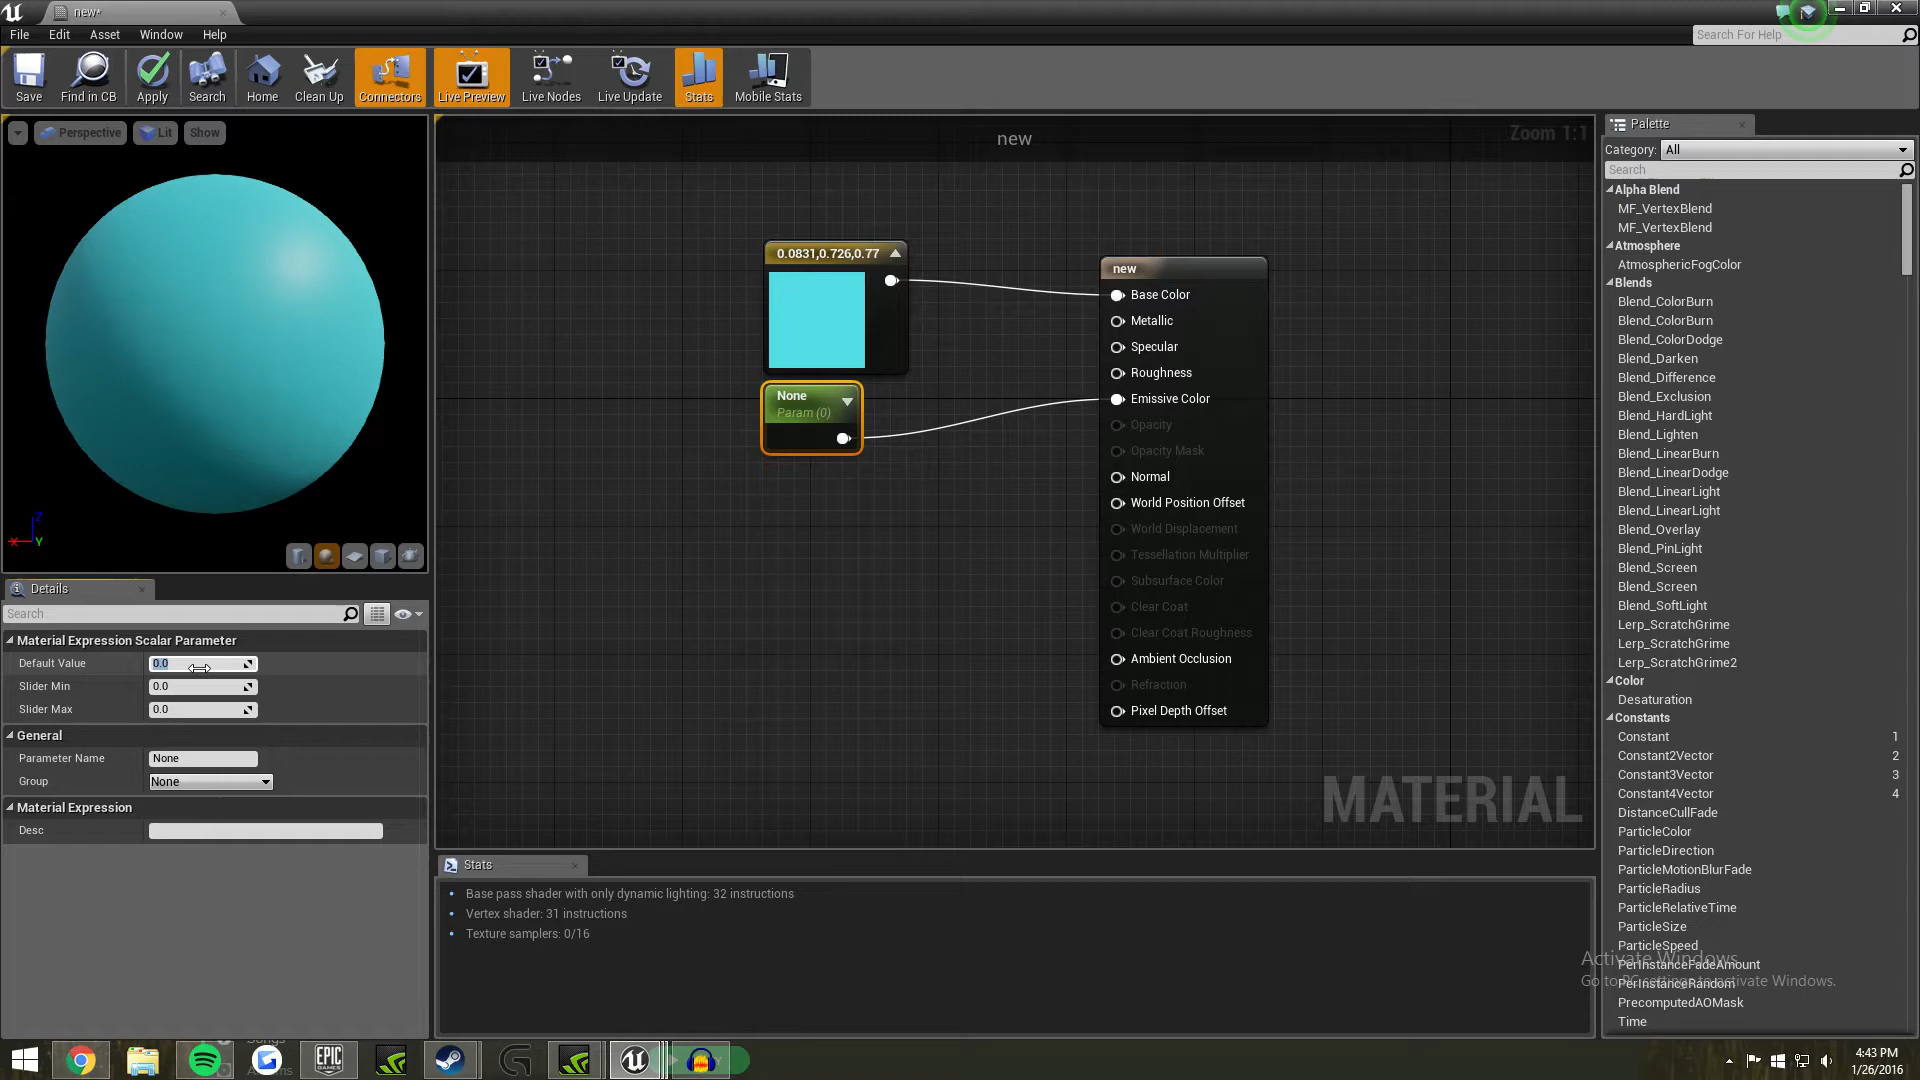 new*
File Edit Asset Window Help
Search For Help
Save Find in CB Apply Search Home Clean Up Connectors Live Preview Live Nodes Live Update Stats Mobile Stats
Perspective Lit Show
new
Zoom 1:1
0.0831,0.726,0.77
None
Param (0)
new
Base Color
Metallic
Specular
Roughness
Emissive Color
Opacity
Opacity Mask
Normal
World Position Offset
World Displacement
Tessellation Multiplier
Subsurface Color
Clear Coat
Clear Coat Roughness
Ambient Occlusion
Refraction
Pixel Depth Offset
MATERIAL
Z
X
Y
Details
Search
Material Expression Scalar Parameter
Default Value 0.0
Slider Min 0.0
Slider Max 0.0
General
Parameter Name None
Group None
Material Expression
Desc
Stats
Base pass shader with only dynamic lighting: 32 instructions
Vertex shader: 31 instructions
Texture samplers: 0/16
Palette
Category: All
Search
Alpha Blend
MF_VertexBlend
MF_VertexBlend
Atmosphere
AtmosphericFogColor
Blends
Blend_ColorBurn
Blend_ColorBurn
Blend_ColorDodge
Blend_Darken
Blend_Difference
Blend_Exclusion
Blend_HardLight
Blend_Lighten
Blend_LinearBurn
Blend_LinearDodge
Blend_LinearLight
Blend_LinearLight
Blend_Overlay
Blend_PinLight
Blend_Screen
Blend_Screen
Blend_SoftLight
Lerp_ScratchGrime
Lerp_ScratchGrime
Lerp_ScratchGrime2
Color
Desaturation
Constants
Constant 1
Constant2Vector 2
Constant3Vector 3
Constant4Vector 4
DistanceCullFade
ParticleColor
ParticleDirection
ParticleMotionBlurFade
ParticleRadius
ParticleRelativeTime
ParticleSize
ParticleSpeed
PerInstanceFadeAmount
PerInstanceRandom
PrecomputedAOMask
Time
Activate Windows
Go to PC settings to activate Windows.
EPIC
GAMES
4:43 PM
1/26/2016